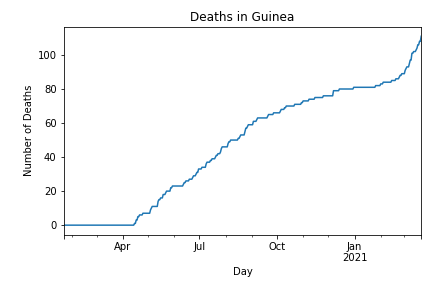 Deaths in Guinea
Number of Deaths
100
80
60
40
20
0
Apr
Jul
Oct
Jan
2021
Day